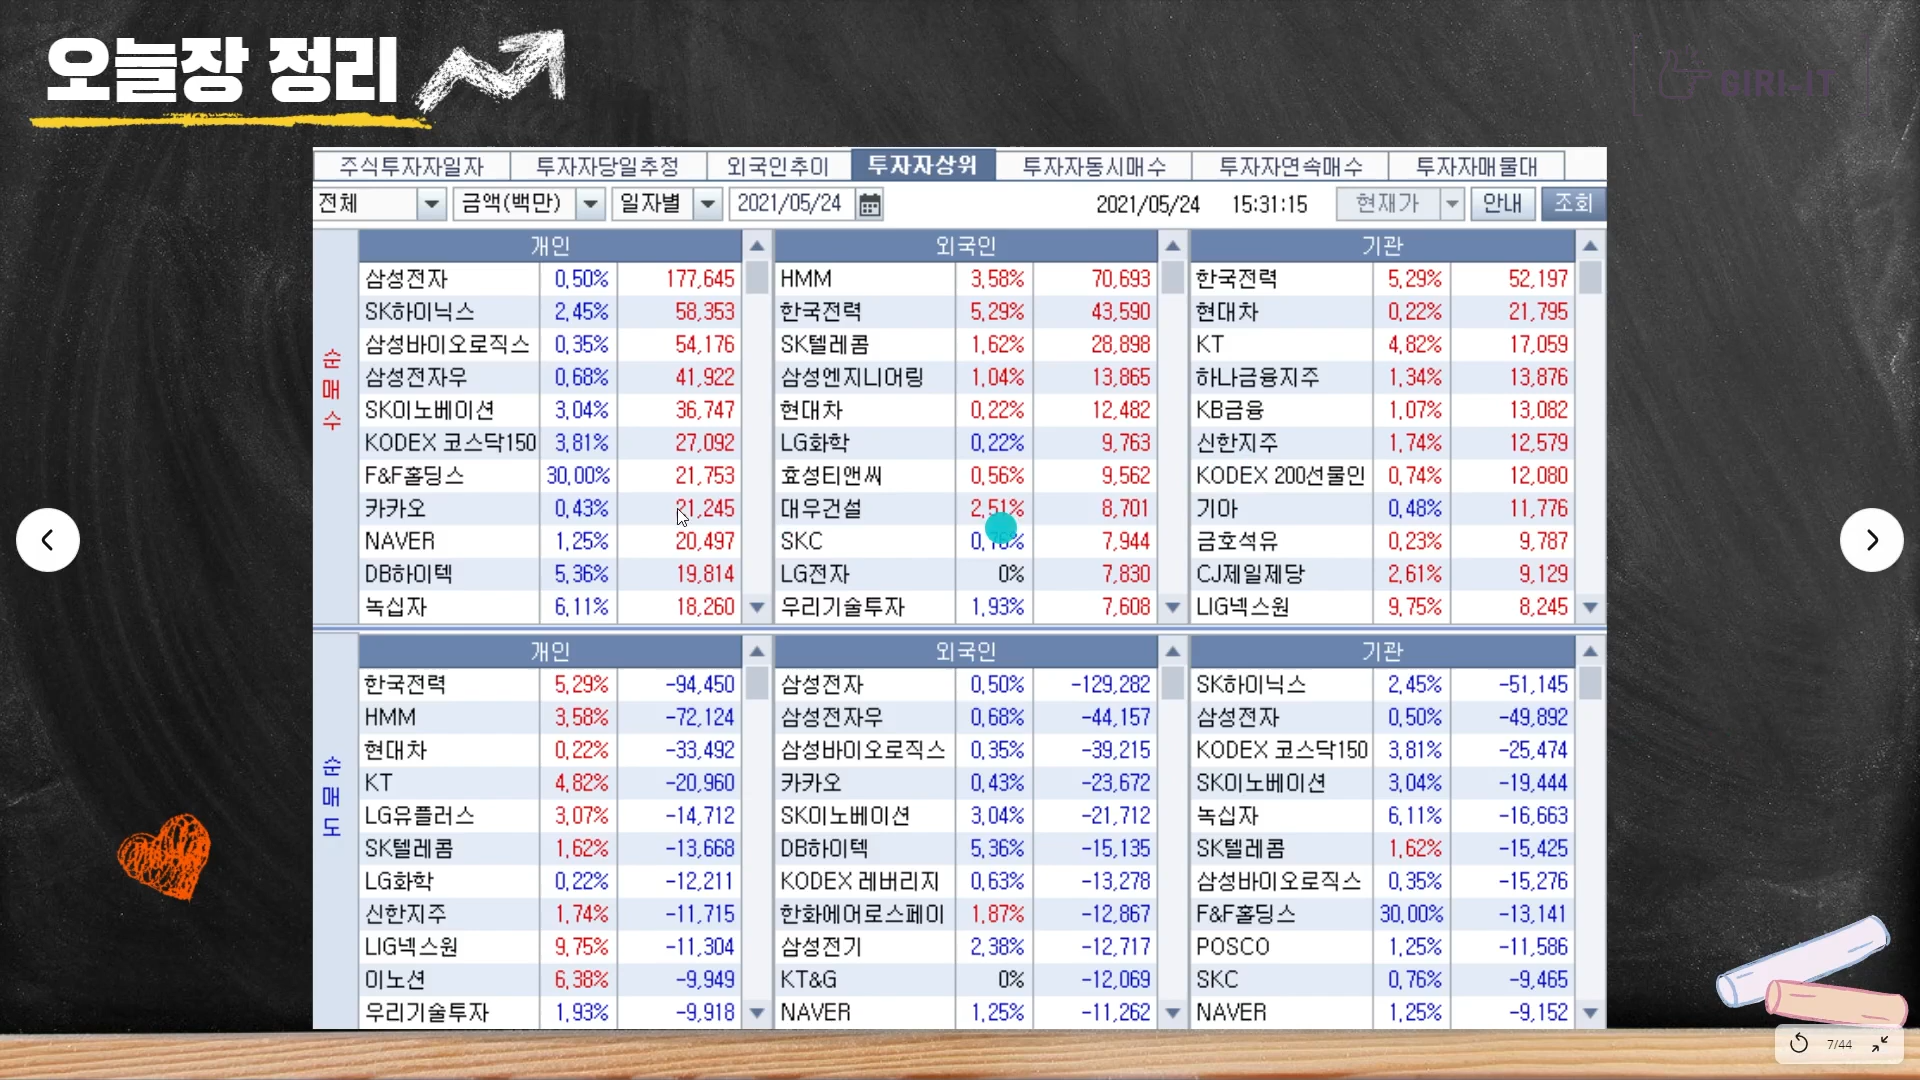 오늘장 정리
GIRI-IT
주식투자자일자 투자자당일추정 외국인추이 투자자상위 투자자동시매수 투자자연속매수 투자자매물대
전체 금액(백만) 일자별 2021/05/24 2021/05/24 15:31:15 현재가 안내 조회
순매수
개인 외국인 기관
삼성전자 0.50% 177,645 HMM 3.58% 70,693 한국전력 5.29% 52,197
SK하이닉스 2.45% 58,353 한국전력 5.29% 43,590 현대차 0.22% 21,795
삼성바이오로직스 0.35% 54,176 SK텔레콤 1.62% 28,898 KT 4.82% 17,059
삼성전자우 0.68% 41,922 삼성엔지니어링 1.04% 13,865 하나금융지주 1.34% 13,876
SK이노베이션 3.04% 36,747 현대차 0.22% 12,482 KB금융 1.07% 13,082
KODEX 코스닥150 3.81% 27,092 LG화학 0.22% 9,763 신한지주 1.74% 12,579
F&F홀딩스 30.00% 21,753 효성티앤씨 0.56% 9,562 KODEX 200선물인 0.74% 12,080
카카오 0.43% 21,245 대우건설 2.51% 8,701 기아 0.48% 11,776
NAVER 1.25% 20,497 SKC 7,944 금호석유 0.23% 9,787
DB하이텍 5.36% 19,814 LG전자 0% 7,830 CJ제일제당 2.61% 9,129
녹십자 6.11% 18,260 우리기술투자 1.93% 7,608 LIG넥스원 9.75% 8,245
순매도
개인 외국인 기관
한국전력 5.29% -94,450 삼성전자 0.50% -129,282 SK하이닉스 2.45% -51,145
HMM 3.58% -72,124 삼성전자우 0.68% -44,157 삼성전자 0.50% -49,892
현대차 0.22% -33,492 삼성바이오로직스 0.35% -39,215 KODEX 코스닥150 3.81% -25,474
KT 4.82% -20,960 카카오 0.43% -23,672 SK이노베이션 3.04% -19,444
LG유플러스 3.07% -14,712 SK이노베이션 3.04% -21,712 녹십자 6.11% -16,663
SK텔레콤 1.62% -13,668 DB하이텍 5.36% -15,135 SK텔레콤 1.62% -15,425
LG화학 0.22% -12,211 KODEX 레버리지 0.63% -13,278 삼성바이오로직스 0.35% -15,276
신한지주 1.74% -11,715 한화에어로스페이 1.87% -12,867 F&F홀딩스 30.00% -13,141
LIG넥스원 9.75% -11,304 삼성전기 2.38% -12,717 POSCO 1.25% -11,586
이노션 6.38% -9,949 KT&G 0% -12,069 SKC 0.76% -9,465
우리기술투자 1.93% -9,918 NAVER 1.25% -11,262 NAVER 1.25% -9,152
7/44